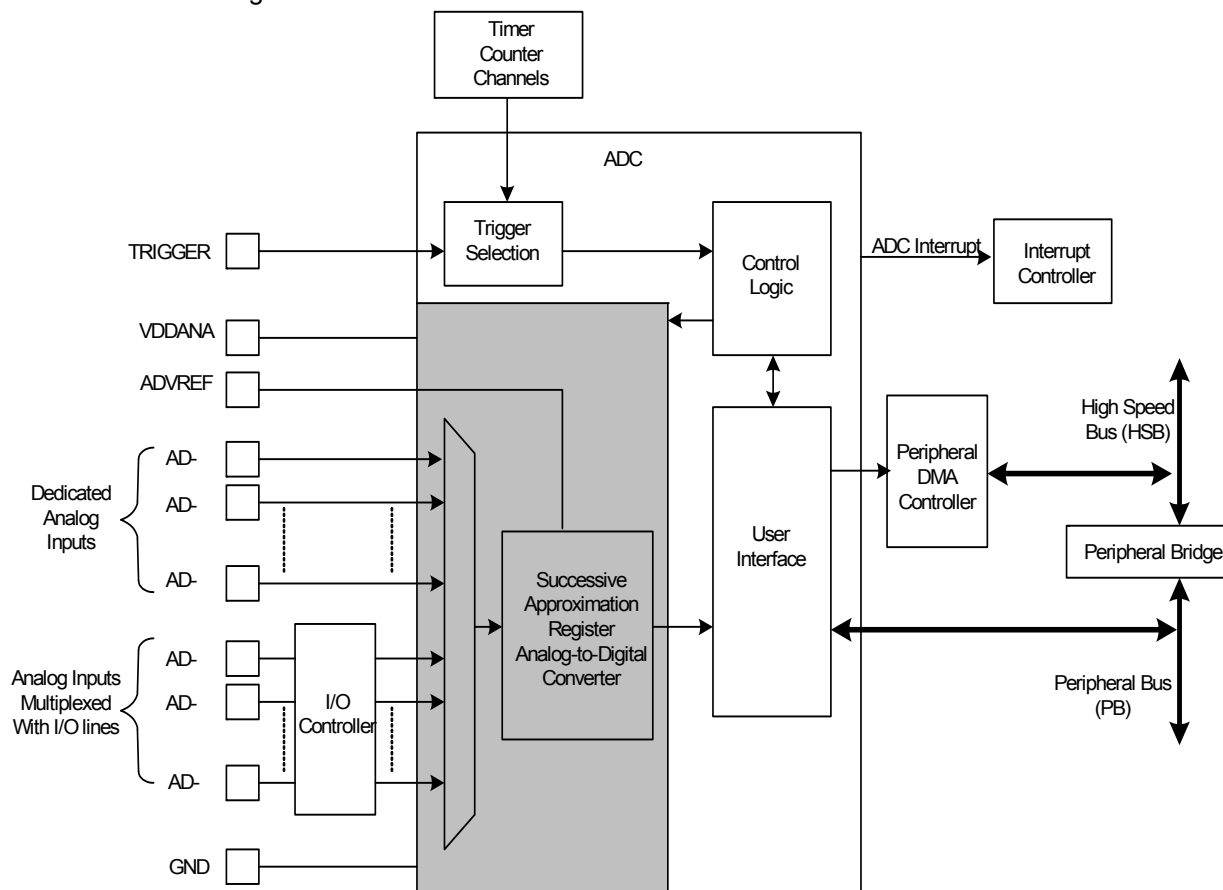 Timer
Counter
Channels
ADC
TRIGGER
Trigger
Selection
Control
Logic
ADC Interrupt
Interrupt
Controller
VDDANA
ADVREF
Dedicated
Analog
Inputs
AD-
AD-
AD-
Successive
Approximation
Register
Analog-to-Digital
Converter
User
Interface
Peripheral
DMA
Controller
High Speed
Bus (HSB)
Peripheral Bridge
Analog Inputs
Multiplexed
With I/O lines
AD-
AD-
AD-
I/O
Controller
Peripheral Bus
(PB)
GND